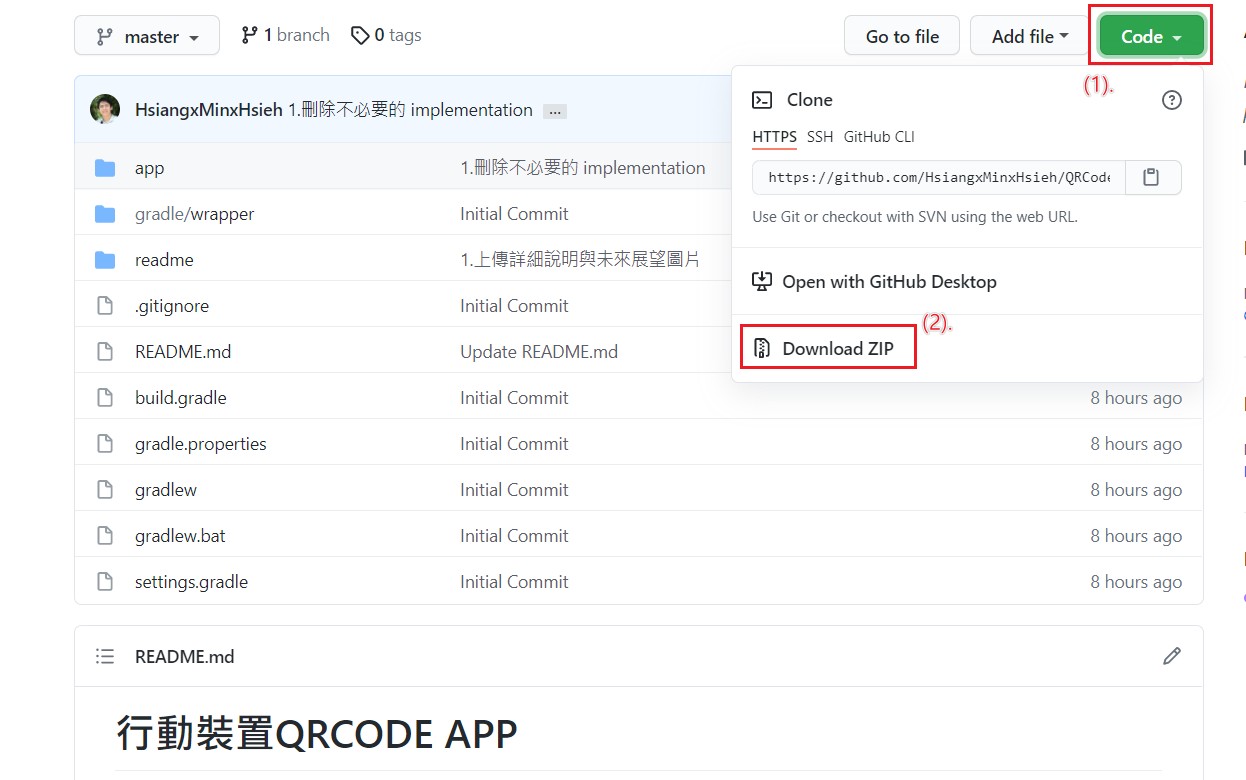 master 1 branch 0 tags Go to file Add file Code
(1).
HsiangxMinxHsieh 1.刪除不必要的 implementation ...
Clone
HTTPS SSH GitHub CLI
https://github.com/HsiangxMinxHsieh/QRCode
Use Git or checkout with SVN using the web URL.
Open with GitHub Desktop
(2).
Download ZIP
app 1.刪除不必要的 implementation
gradle/wrapper Initial Commit
readme 1.上傳詳細說明與未來展望圖片
.gitignore Initial Commit
README.md Update README.md
build.gradle Initial Commit 8 hours ago
gradle.properties Initial Commit 8 hours ago
gradlew Initial Commit 8 hours ago
gradlew.bat Initial Commit 8 hours ago
settings.gradle Initial Commit 8 hours ago
README.md
行動裝置QRCODE APP